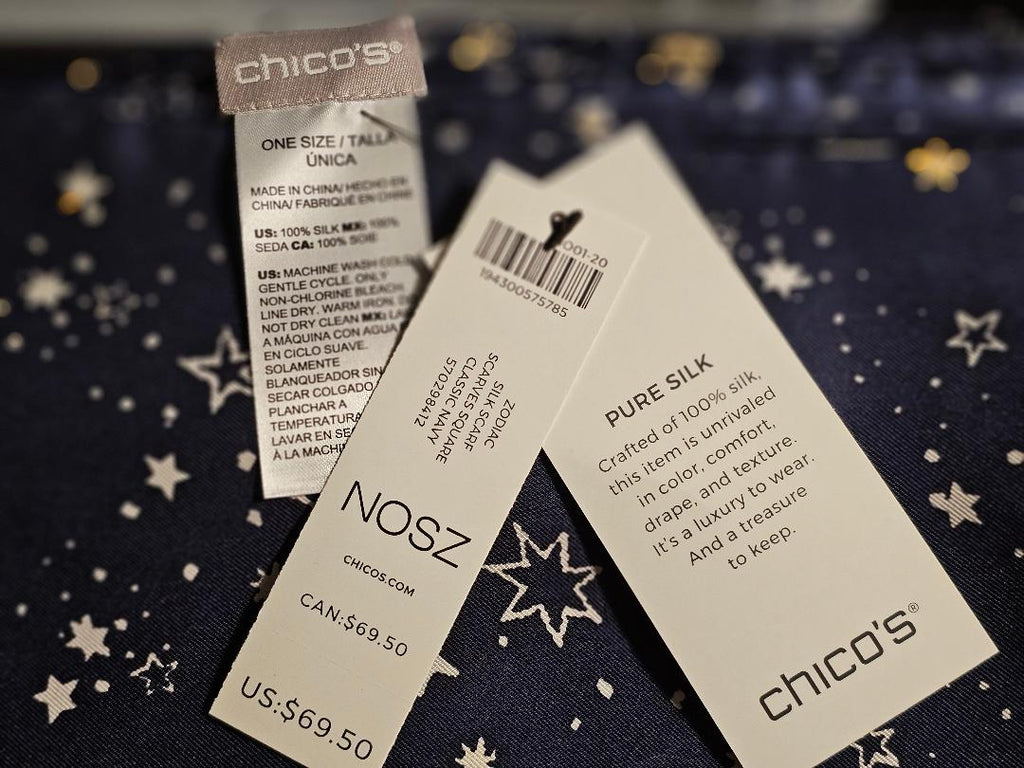 chico's®
ONE SIZE / TALLA
ÚNICA
MADE IN CHINA/ HECHO EN
CHINA/ FABRIQUÉ EN CHINE
US: 100% SILK MX: 100%
SEDA CA: 100% SOIE
US: MACHINE WASH COLD
GENTLE CYCLE. ONLY
NON-CHLORINE BLEACH
LINE DRY. WARM IRON.
NOT DRY CLEAN MX:
A MÁQUINA CON AGUA
EN CICLO SUAVE.
SOLAMENTE
BLANQUEADOR SIN
SECAR COLGADO
PLANCHAR A
TEMPERATURA
LAVAR EN
À LA
001-20
194300575785
ZODIAC
SILK SCARF
SCARVES SQUARE
CLASSIC NAVY
570298412
NOSZ
CHICOS.COM
CAN:$69.50
US:$69.50
PURE SILK
Crafted of 100% silk,
this item is unrivaled
in color, comfort,
drape, and texture.
It's a luxury to wear.
And a treasure
to keep.
chico's®